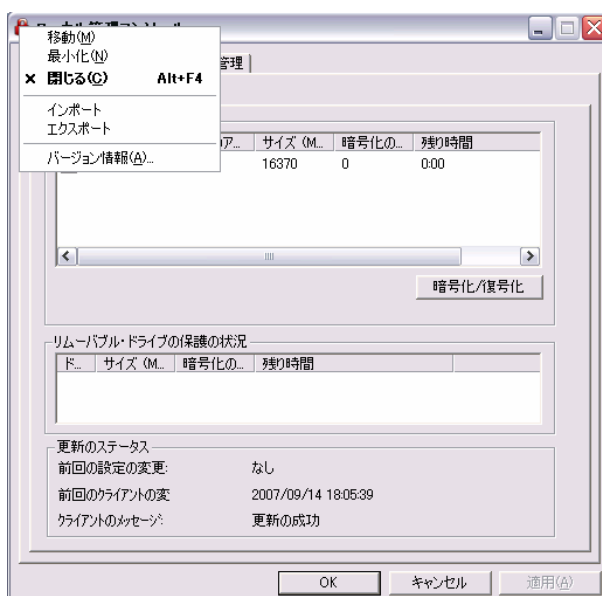 移動(M)
最小化(N)
× 閉じる(C) Alt+F4
インポート
エクスポート
バージョン情報(A)...
管理
ア... サイズ (M... 暗号化の... 残り時間
16370 0 0:00
暗号化/復号化
リムーバブル・ドライブの保護の状況
ド... サイズ (M... 暗号化の... 残り時間
更新のステータス
前回の設定の変更: なし
前回のクライアントの変 2007/09/14 18:05:39
クライアントのメッセージ: 更新の成功
OK キャンセル 適用(A)